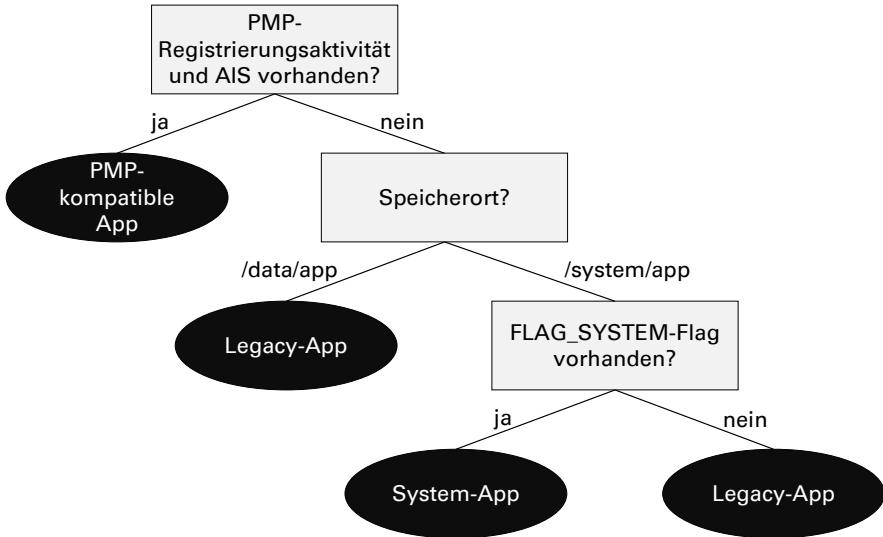 PMP-
Registrierungsaktivität
und AIS vorhanden?
ja
nein
PMP-
kompatible
App
Speicherort?
/data/app
/system/app
Legacy-App
FLAG_SYSTEM-Flag
vorhanden?
ja
nein
System-App
Legacy-App